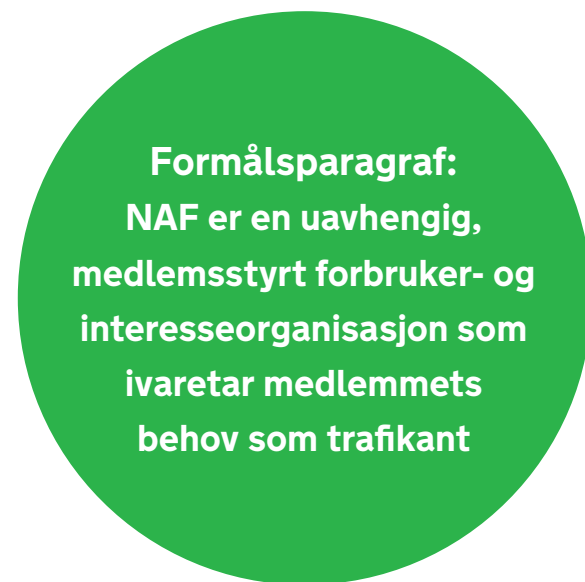 Formålsparagraf:
NAF er en uavhengig,
medlemsstyrt forbruker- og
interesseorganisasjon som
ivaretar medlemmets
behov som trafikant